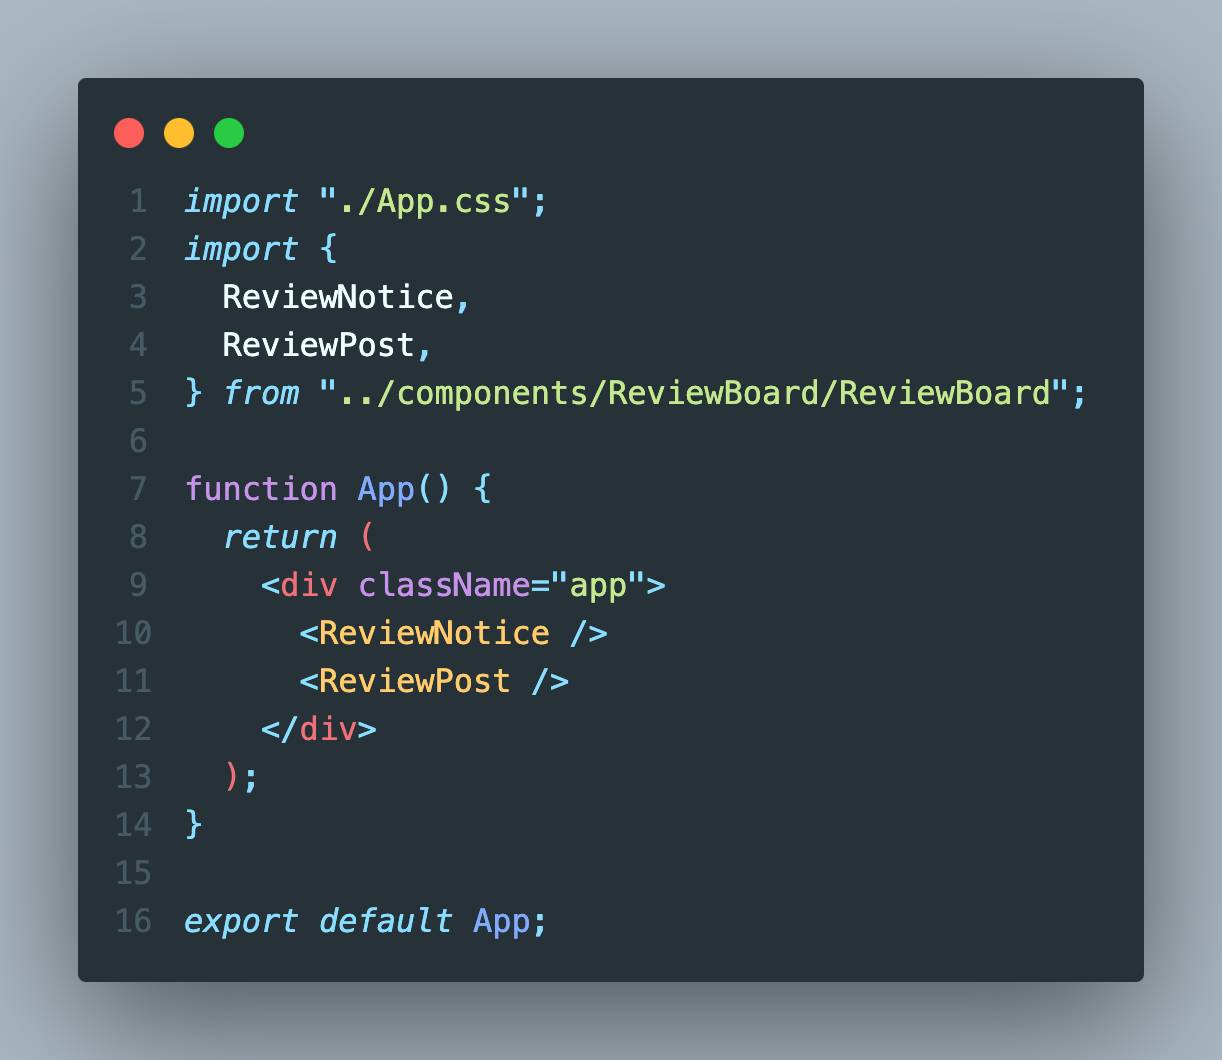 1 import "./App.css";
2 import {
3   ReviewNotice,
4   ReviewPost,
5 } from "../components/ReviewBoard/ReviewBoard";
6
7 function App() {
8   return (
9     <div className="app">
10       <ReviewNotice />
11       <ReviewPost />
12     </div>
13   );
14 }
15
16 export default App;